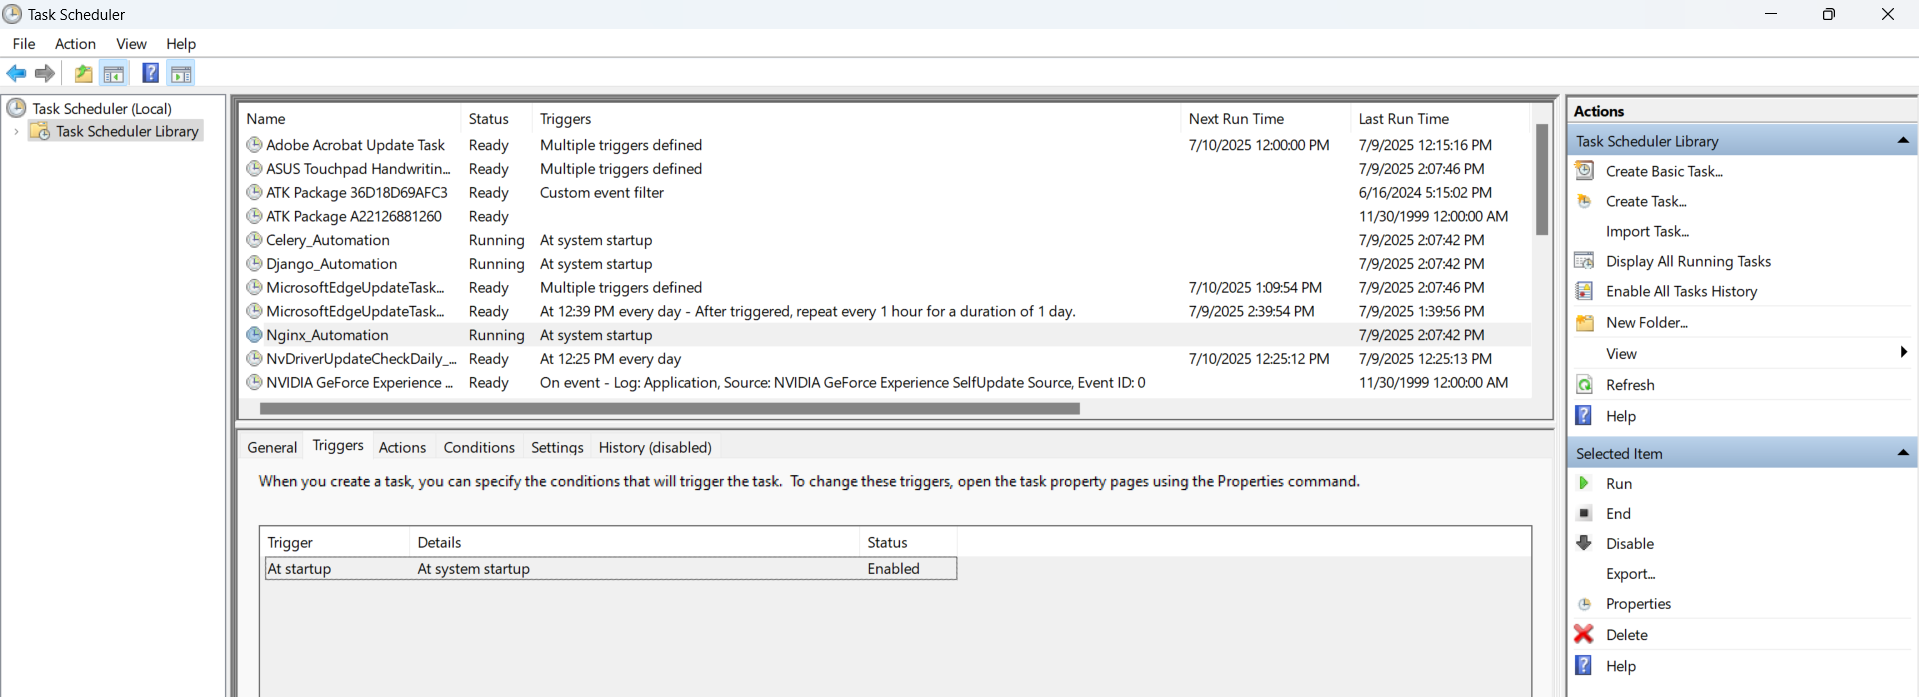 Task Scheduler
File Action View Help
Task Scheduler (Local)
Task Scheduler Library
Name Status Triggers Next Run Time Last Run Time
Adobe Acrobat Update Task Ready Multiple triggers defined 7/10/2025 12:00:00 PM 7/9/2025 12:15:16 PM
ASUS Touchpad Handwritin... Ready Multiple triggers defined 7/9/2025 2:07:46 PM
ATK Package 36D18D69AFC3 Ready Custom event filter 6/16/2024 5:15:02 PM
ATK Package A22126881260 Ready 11/30/1999 12:00:00 AM
Celery_Automation Running At system startup 7/9/2025 2:07:42 PM
Django_Automation Running At system startup 7/9/2025 2:07:42 PM
MicrosoftEdgeUpdateTask... Ready Multiple triggers defined 7/10/2025 1:09:54 PM 7/9/2025 2:07:46 PM
MicrosoftEdgeUpdateTask... Ready At 12:39 PM every day - After triggered, repeat every 1 hour for a duration of 1 day. 7/9/2025 2:39:54 PM 7/9/2025 1:39:56 PM
Nginx_Automation Running At system startup 7/9/2025 2:07:42 PM
NvDriverUpdateCheckDaily_... Ready At 12:25 PM every day 7/10/2025 12:25:12 PM 7/9/2025 12:25:13 PM
NVIDIA GeForce Experience ... Ready On event - Log: Application, Source: NVIDIA GeForce Experience SelfUpdate Source, Event ID: 0 11/30/1999 12:00:00 AM
General Triggers Actions Conditions Settings History (disabled)
When you create a task, you can specify the conditions that will trigger the task. To change these triggers, open the task property pages using the Properties command.
Trigger Details Status
At startup At system startup Enabled
Actions
Task Scheduler Library
Create Basic Task...
Create Task...
Import Task...
Display All Running Tasks
Enable All Tasks History
New Folder...
View
Refresh
Help
Selected Item
Run
End
Disable
Export...
Properties
Delete
Help